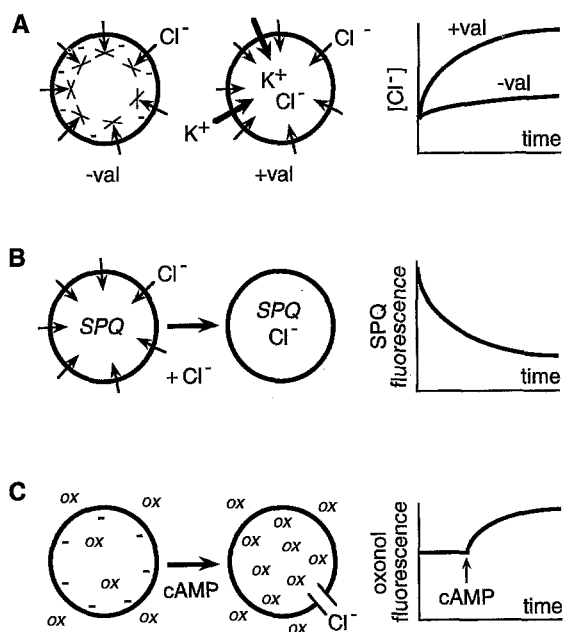 A
Cl⁻
Cl⁻
K⁺
Cl⁻
K⁺
-val
+val
[Cl⁻]
+val
-val
time
B
Cl⁻
SPQ
+ Cl⁻
SPQ
Cl⁻
SPQ
fluorescence
time
C
ox
ox
ox
ox
ox
ox
cAMP
ox
ox
ox
ox
ox
ox
ox
ox
ox
ox
Cl⁻
oxonol
fluorescence
cAMP
time